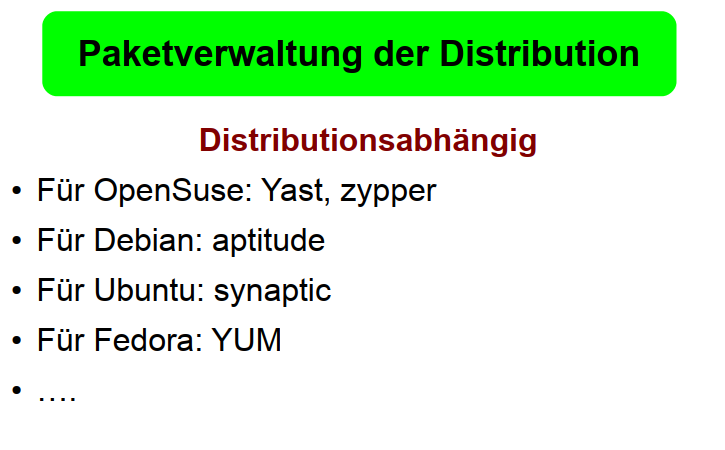 Paketverwaltung der Distribution
Distributionsabhängig
• Für OpenSuse: Yast, zypper
• Für Debian: aptitude
• Für Ubuntu: synaptic
• Für Fedora: YUM
• ….